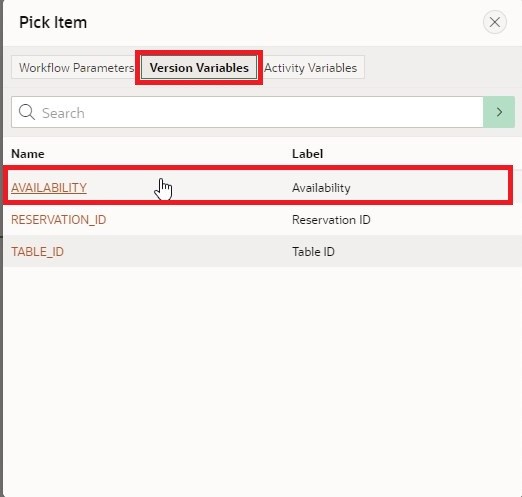 Pick Item
Workflow Parameters Version Variables Activity Variables
Search
Name Label
AVAILABILITY Availability
RESERVATION_ID Reservation ID
TABLE_ID Table ID